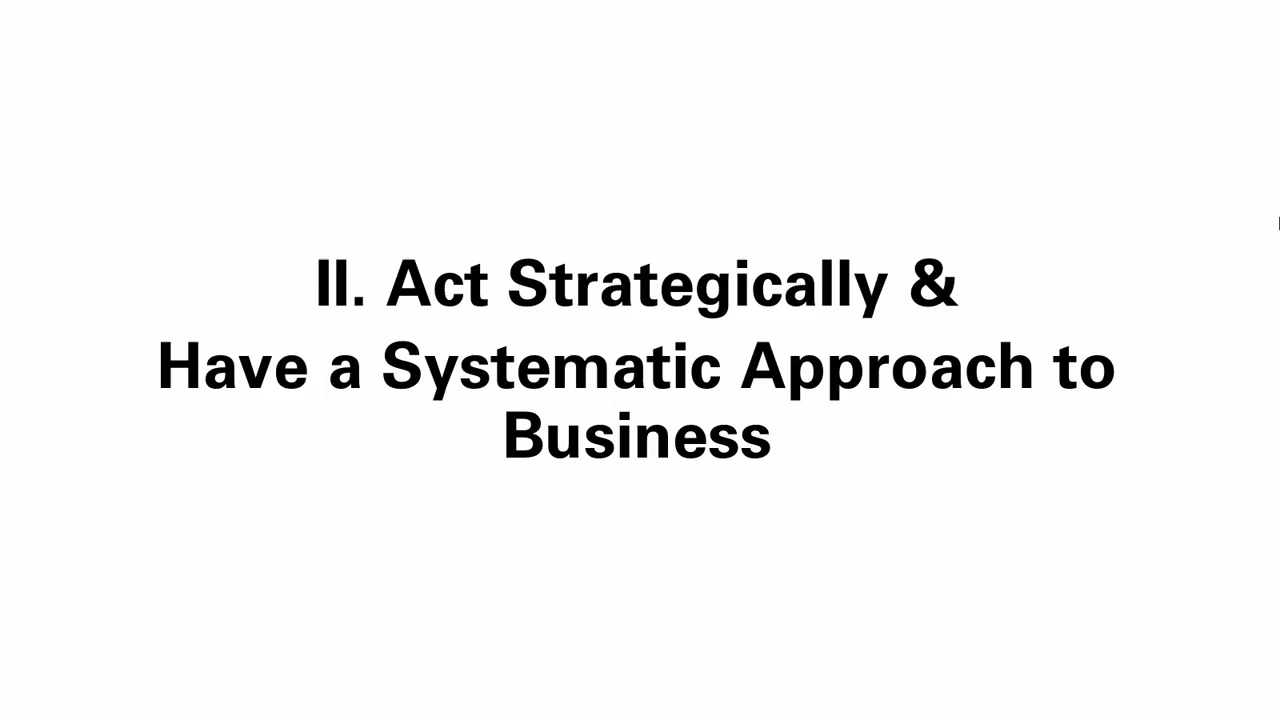 II. Act Strategically &
Have a Systematic Approach to
Business